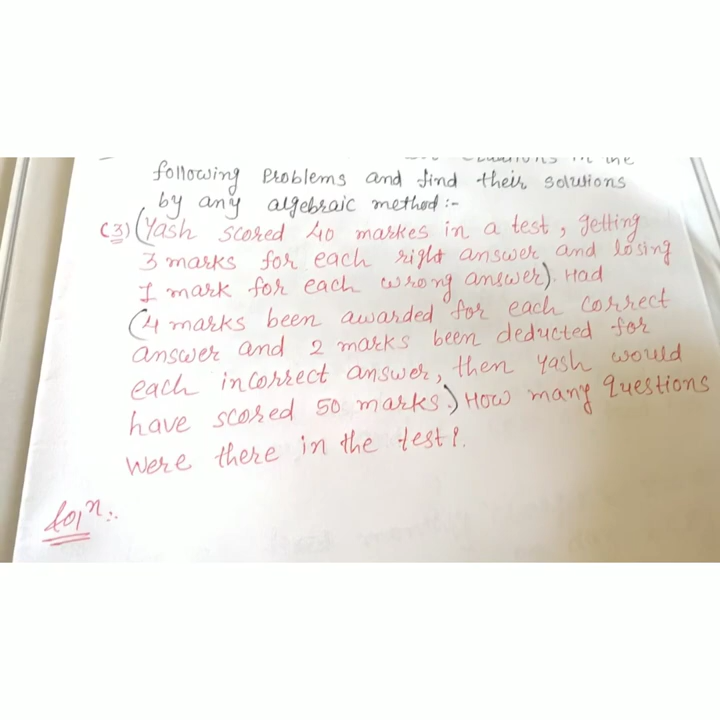 in the
following Problems and find their solutions
by any algebraic method :-
(3) (Yash scored 40 markes in a test, getting
3 marks for each right answer and losing
1 mark for each wrong answer). Had
(4 marks been awarded for each correct
answer and 2 marks been deducted for
each incorrect answer, then Yash would
have scored 50 marks.) How many questions
were there in the test?.
Solⁿ:-